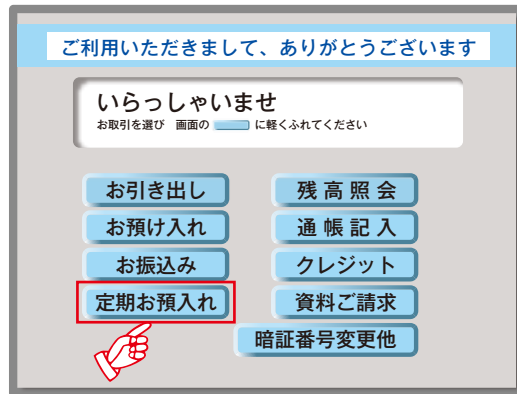 ご利用いただきまして、ありがとうございます
いらっしゃいませ
お取引を選び 画面の に軽くふれてください
お引き出し
残高照会
お預け入れ
通帳記入
お振込み
クレジット
定期お預入れ
資料ご請求
暗証番号変更他